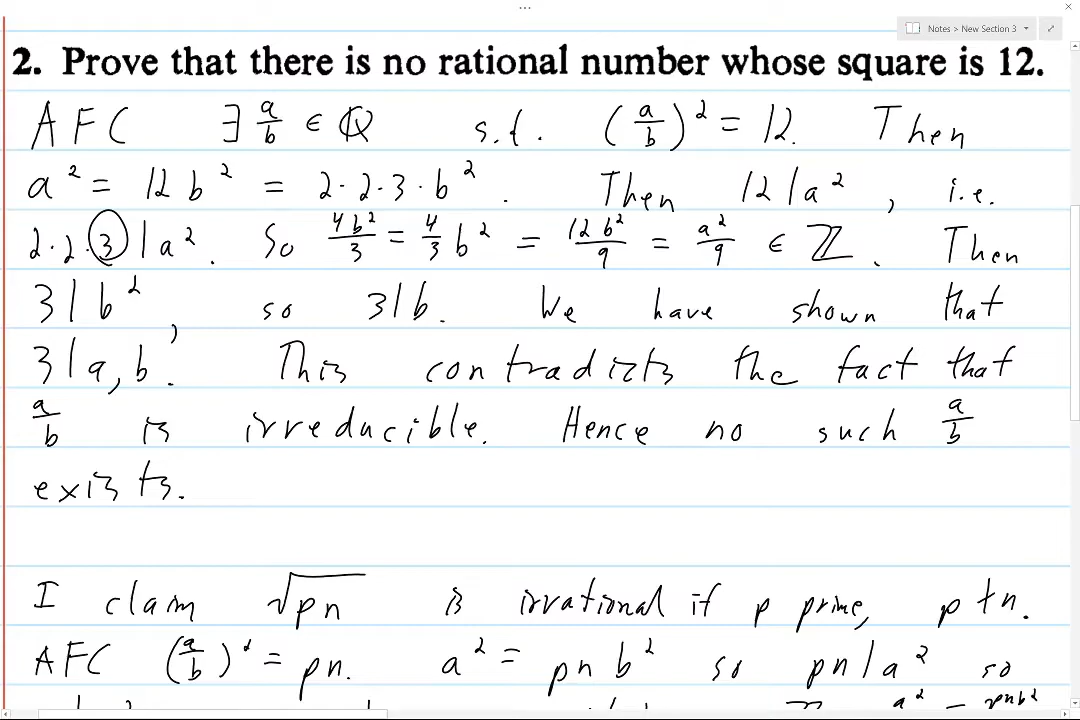 Notes > New Section 3
2. Prove that there is no rational number whose square is 12.
AFC ∃ a/b ∈ ℚ s.t. (a/b)² = 12. Then
a² = 12b² = 2·2·3·b². Then 12|a², i.e.
2·2·3|a². So 4b²/3 = 4/3 b² = 12b²/9 = a²/9 ∈ ℤ. Then
3|b², so 3|b. We have shown that
3|a,b. This contradicts the fact that
a/b is irreducible. Hence no such a/b
exists.
I claim √pn is irrational if p prime, p∤n.
AFC (a/b)² = pn. a² = pnb² so pn|a² so
a² = pnb²